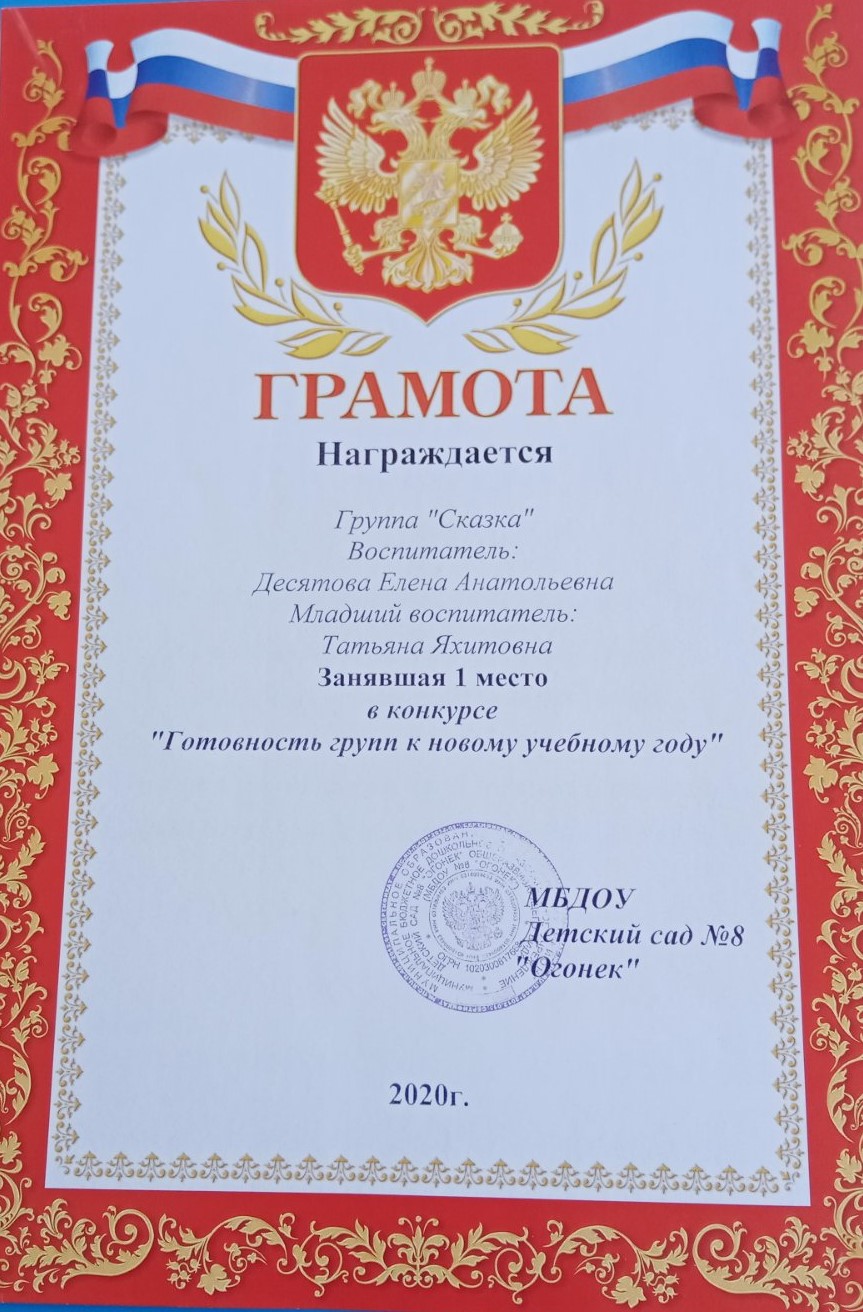 ГРАМОТА
Награждается
Группа "Сказка"
Воспитатель:
Десятова Елена Анатольевна
Младший воспитатель:
Татьяна Яхитовна
Занявшая 1 место
в конкурсе
"Готовность групп к новому учебному году"
МБДОУ
Детский сад №8
"Огонек"
2020г.